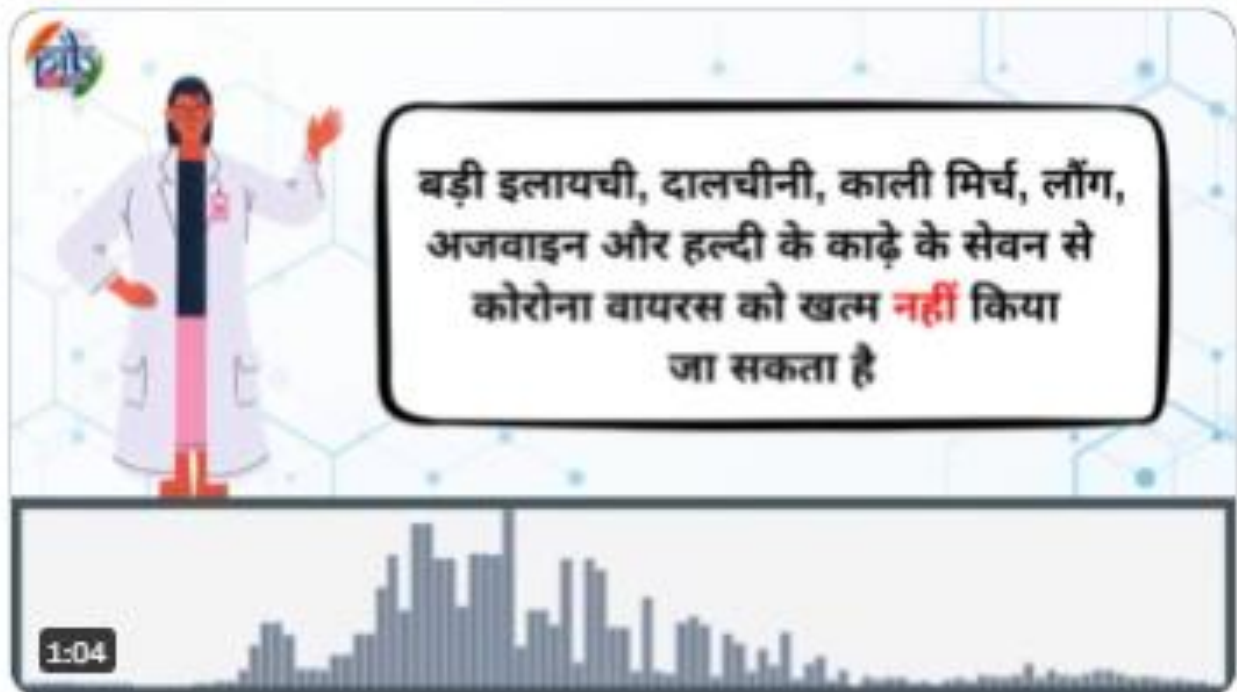 बड़ी इलायची, दालचीनी, काली मिर्च, लौंग,
अजवाइन और हल्दी के काढ़े के सेवन से
कोरोना वायरस को खत्म नहीं किया
जा सकता है
1:04